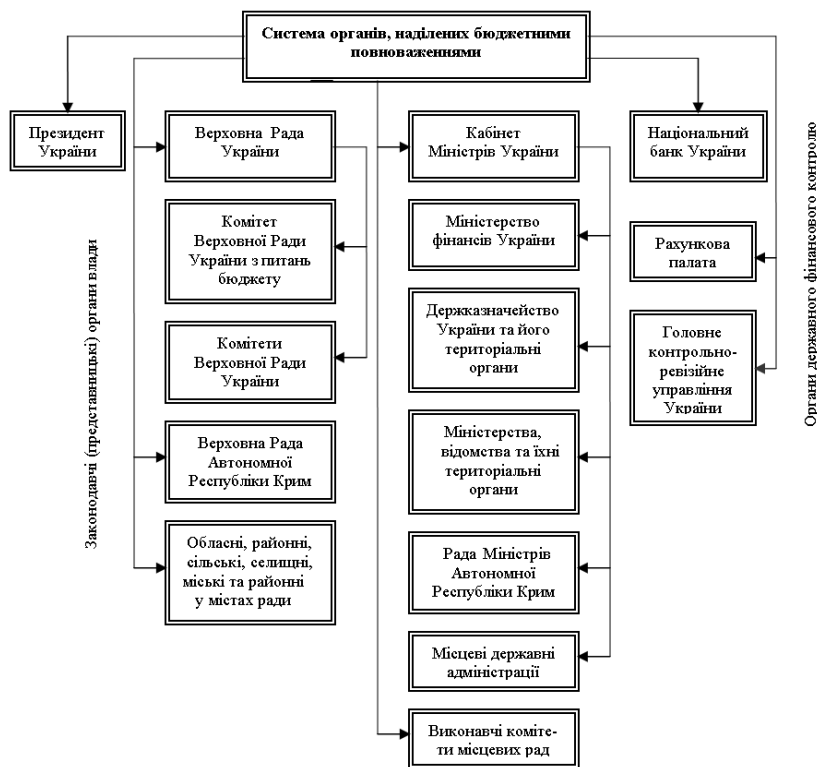 Система органів, наділених бюджетними
повноваженнями
Президент
України
Верховна Рада
України
Кабінет
Міністрів України
Національний
банк України
Комітет
Верховної Ради
України з питань
бюджету
Міністерство
фінансів України
Рахункова
палата
Комітети
Верховної Ради
України
Держказначейство
України та його
територіальні
органи
Головне
контрольно-
ревізійне
управління
України
Верховна Рада
Автономної
Республіки Крим
Міністерства,
відомства та їхні
територіальні
органи
Обласні, районні,
сільські, селищні,
міські та районні
у містах ради
Рада Міністрів
Автономної
Республіки Крим
Місцеві державні
адміністрації
Виконавчі коміте-
ти місцевих рад
Законодавчі (представницькі) органи влади
Органи державного фінансового контролю